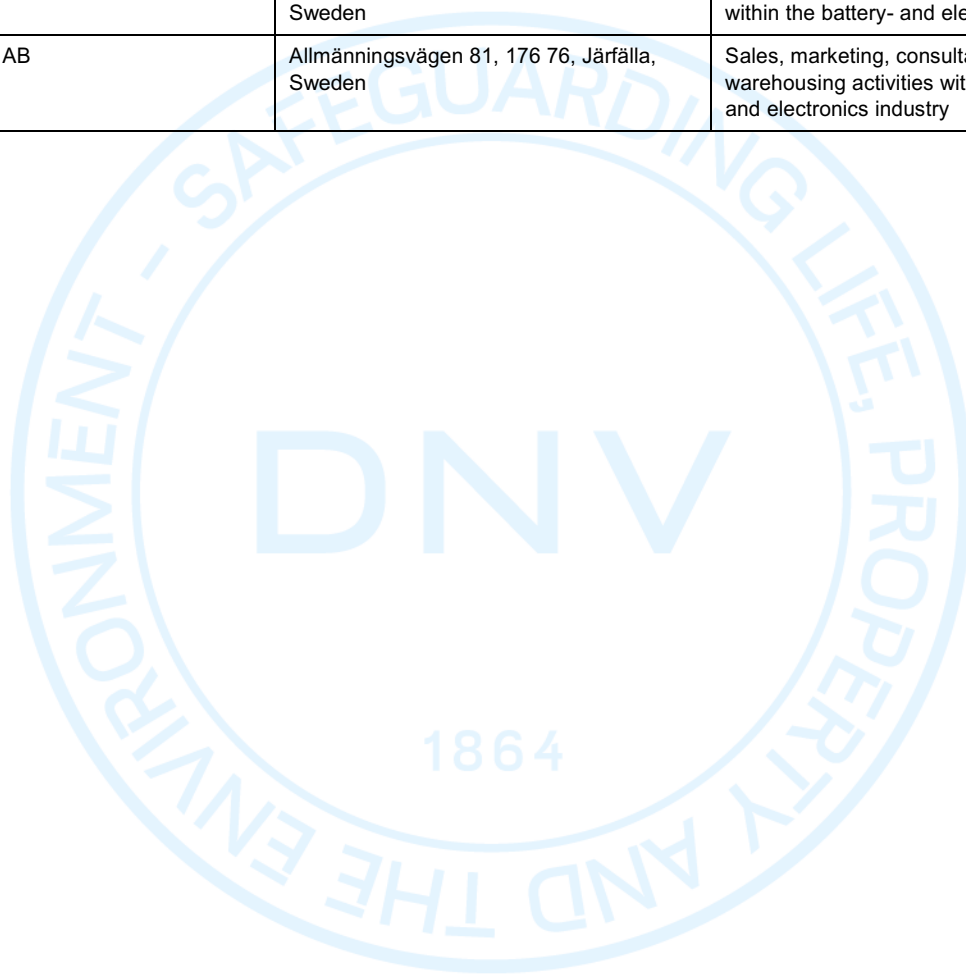 Sweden
within the battery- and ele
AB
Allmänningsvägen 81, 176 76, Järfälla,
Sweden
Sales, marketing, consulta
warehousing activities wit
and electronics industry
SAFEGUARDING LIFE, PROPERTY AND THE ENVIRONMENT -
DNV
1864